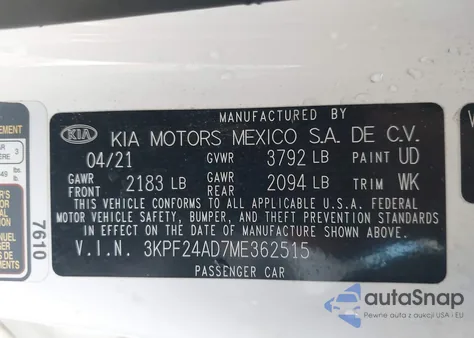 MANUFACTURED BY
KIA KIA MOTORS MEXICO S.A. DE C.V.
04/21 GVWR 3792 LB PAINT UD
GAWR FRONT 2183 LB GAWR REAR 2094 LB TRIM WK
THIS VEHICLE CONFORMS TO ALL APPLICABLE U.S.A. FEDERAL
MOTOR VEHICLE SAFETY, BUMPER, AND THEFT PREVENTION STANDARDS
IN EFFECT ON THE DATE OF MANUFACTURE SHOWN ABOVE.
V.I.N. 3KPF24AD7ME362515
PASSENGER CAR
7610
autoSnap
Pewne auta z USA i EU